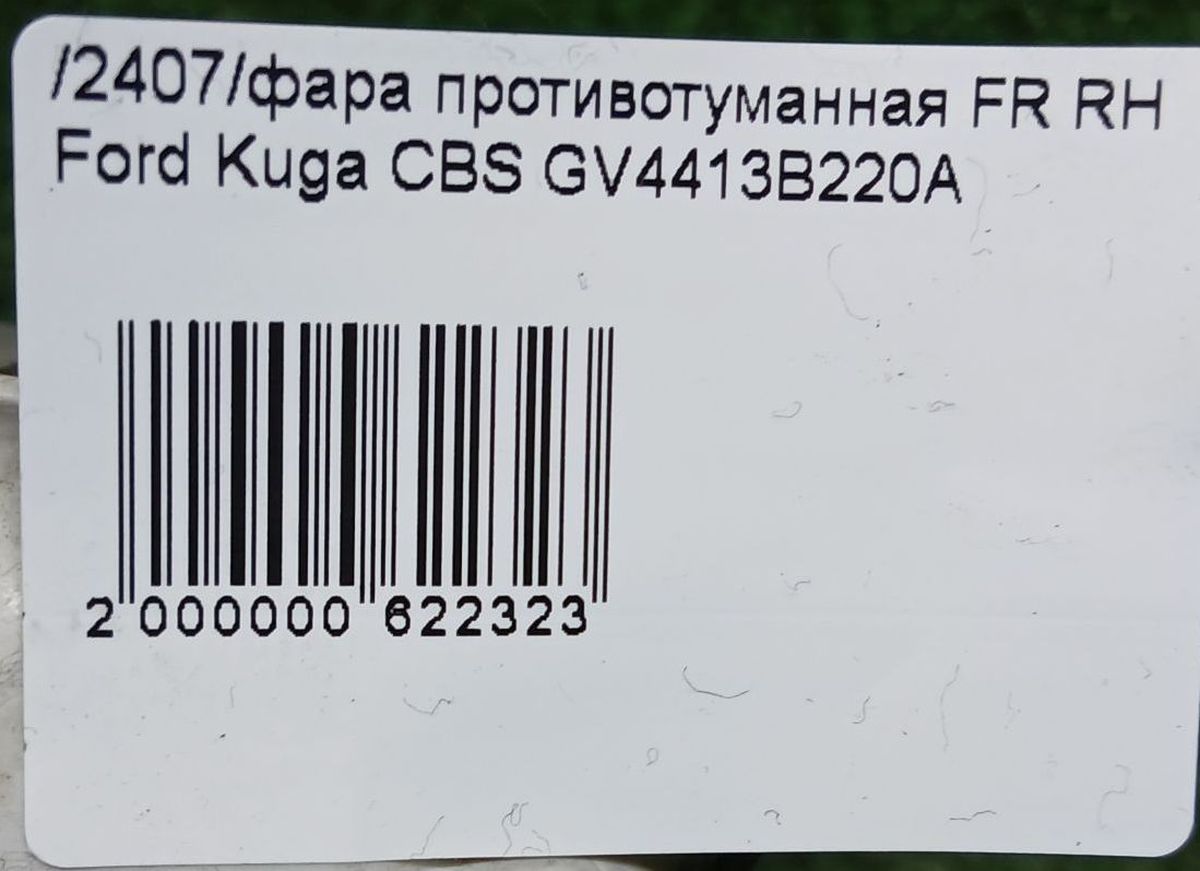 /2407/фара противотуманная FR RH
Ford Kuga CBS GV4413B220A
2 000000 622323